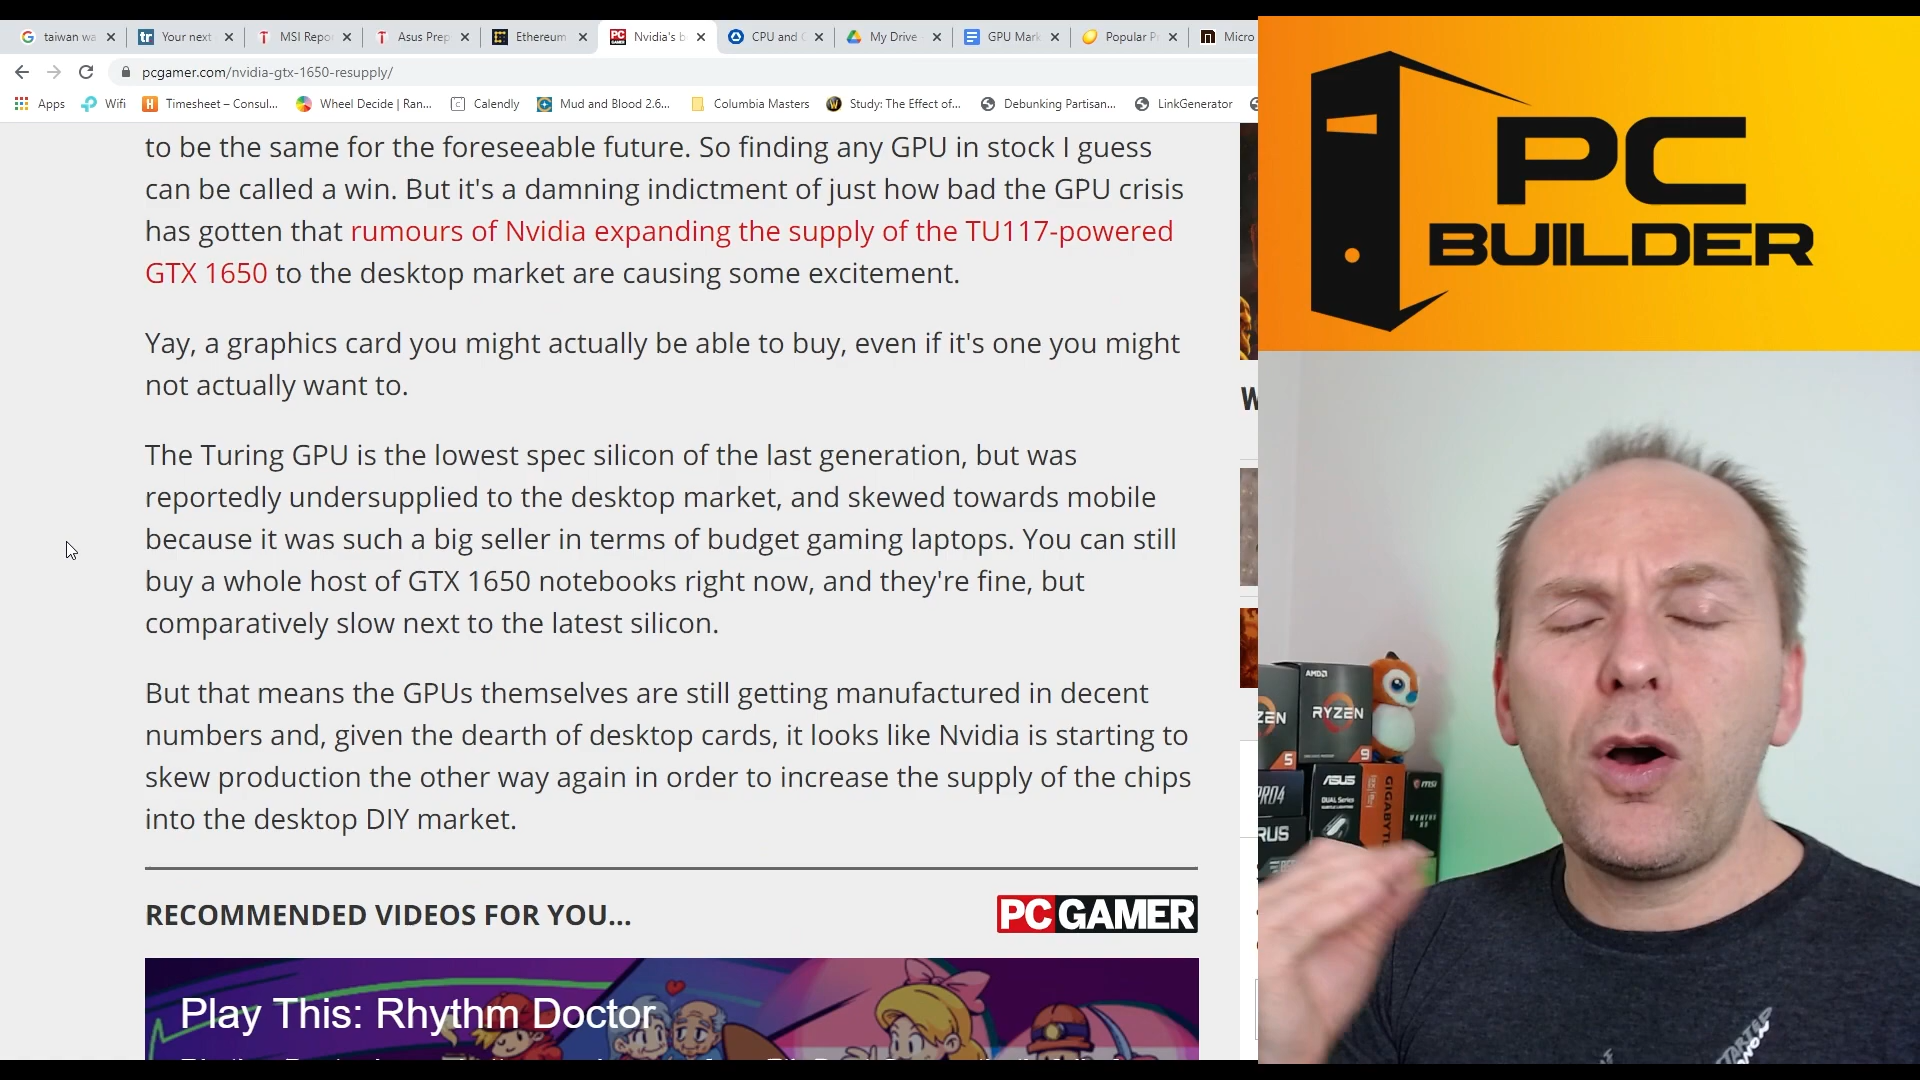 taiwan wa
Your next
MSI Repo
Asus Prep
Ethereum
Nvidia's b
CPU and
My Drive
GPU Mark
Popular P
Micro
pcgamer.com/nvidia-gtx-1650-resupply/
Apps
Wifi
Timesheet – Consul...
Wheel Decide | Ran...
Calendly
Mud and Blood 2.6...
Columbia Masters
Study: The Effect of...
Debunking Partisan...
LinkGenerator
to be the same for the foreseeable future. So finding any GPU in stock I guess
can be called a win. But it's a damning indictment of just how bad the GPU crisis
has gotten that rumours of Nvidia expanding the supply of the TU117-powered
GTX 1650 to the desktop market are causing some excitement.
Yay, a graphics card you might actually be able to buy, even if it's one you might
not actually want to.
The Turing GPU is the lowest spec silicon of the last generation, but was
reportedly undersupplied to the desktop market, and skewed towards mobile
because it was such a big seller in terms of budget gaming laptops. You can still
buy a whole host of GTX 1650 notebooks right now, and they're fine, but
comparatively slow next to the latest silicon.
But that means the GPUs themselves are still getting manufactured in decent
numbers and, given the dearth of desktop cards, it looks like Nvidia is starting to
skew production the other way again in order to increase the supply of the chips
into the desktop DIY market.
RECOMMENDED VIDEOS FOR YOU...
PC GAMER
Play This: Rhythm Doctor
W
PC
BUILDER
AMD
RYZEN
9
ZEN
5
PRO4
RUS
ASUS
DUAL Series
GIGABYTE
msi